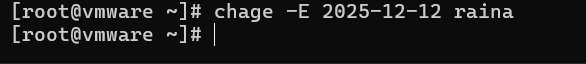 [root@vmware ~]# chage -E 2025-12-12 raina
[root@vmware ~]#